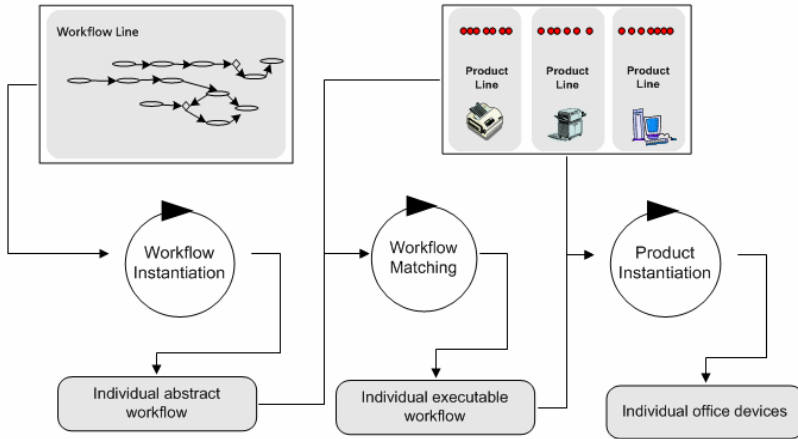 Workflow Line
Product
Line
Product
Line
Product
Line
Workflow
Instantiation
Workflow
Matching
Product
Instantiation
Individual abstract
workflow
Individual executable
workflow
Individual office devices